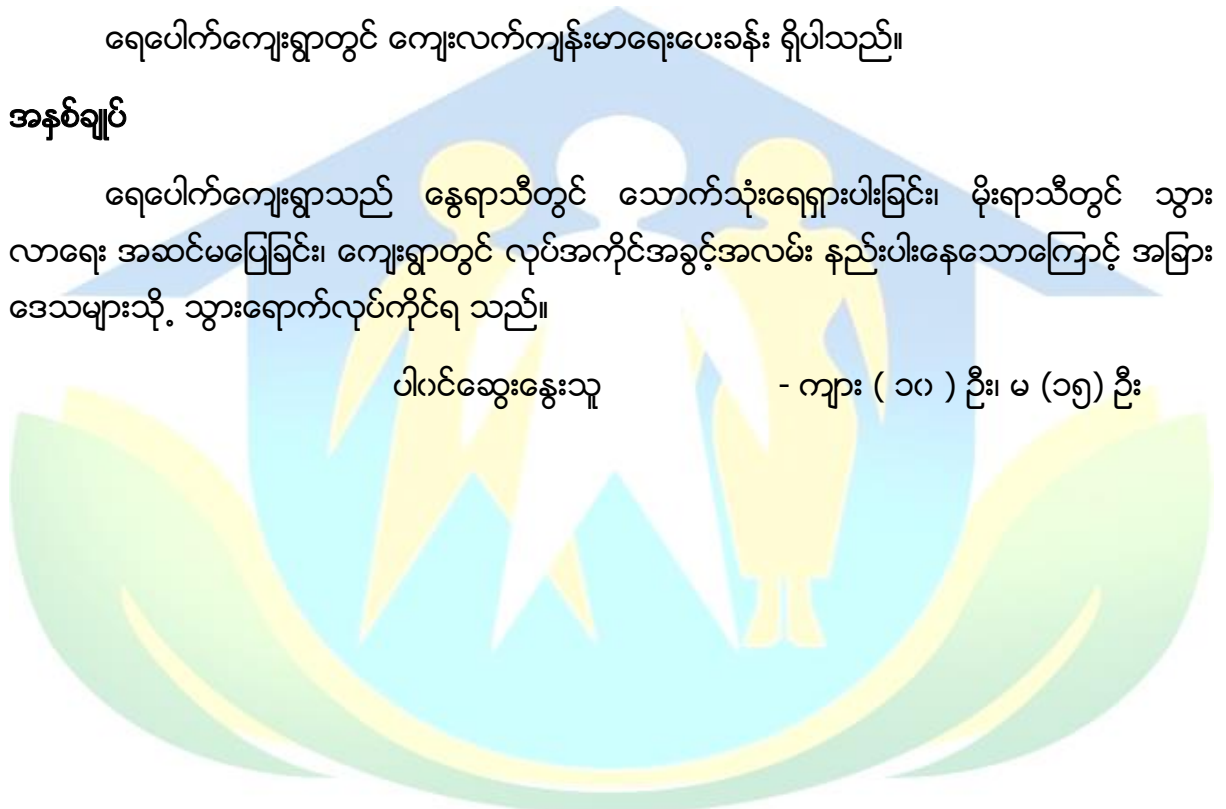 ရေပေါက်ကျေးရွာတွင် ကျေးလက်ကျန်းမာရေးပေးခန်း ရှိပါသည်။
အနှစ်ချုပ်
ရေပေါက်ကျေးရွာသည် နွေရာသီတွင် သောက်သုံးရေရှားပါးခြင်း၊ မိုးရာသီတွင် သွား
လာရေး အဆင်မပြေခြင်း၊ ကျေးရွာတွင် လုပ်အကိုင်အခွင့်အလမ်း နည်းပါးနေသောကြောင့် အခြား
ဒေသများသို့ သွားရောက်လုပ်ကိုင်ရ သည်။
ပါ၀င်ဆွေးနွေးသူ - ကျား ( ၁၀ ) ဦး၊ မ (၁၅) ဦး